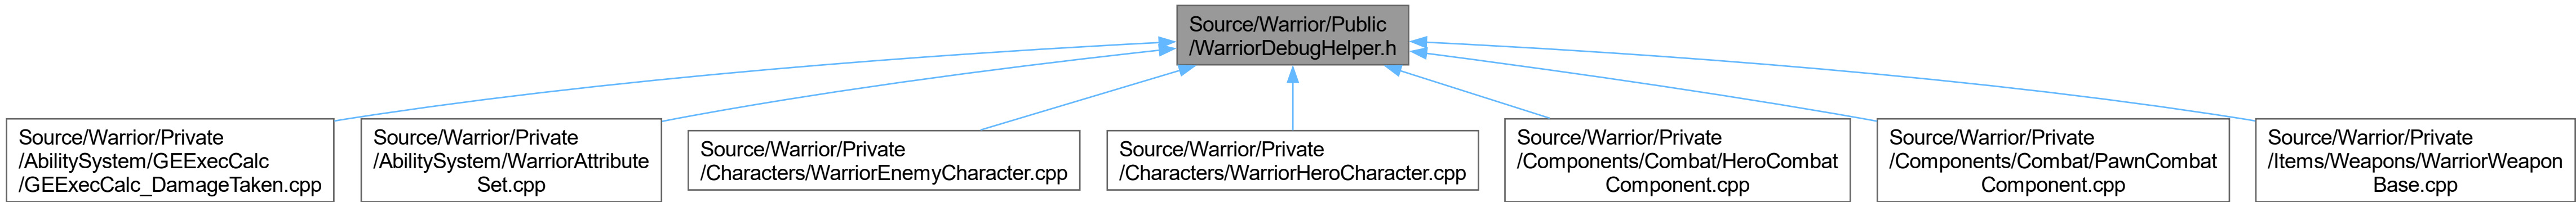 Source/Warrior/Public
/WarriorDebugHelper.h
Source/Warrior/Private
/AbilitySystem/GEExecCalc
/GEExecCalc_DamageTaken.cpp
Source/Warrior/Private
/AbilitySystem/WarriorAttribute
Set.cpp
Source/Warrior/Private
/Characters/WarriorEnemyCharacter.cpp
Source/Warrior/Private
/Characters/WarriorHeroCharacter.cpp
Source/Warrior/Private
/Components/Combat/HeroCombat
Component.cpp
Source/Warrior/Private
/Components/Combat/PawnCombat
Component.cpp
Source/Warrior/Private
/Items/Weapons/WarriorWeapon
Base.cpp